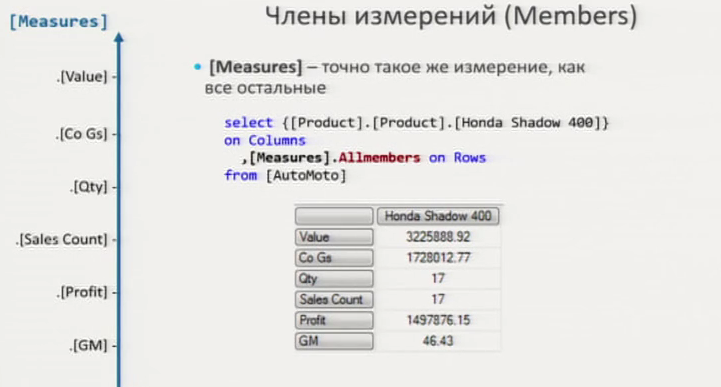 Члены измерений (Members)
[Measures]
.[Value]
.[Co Gs]
.[Qty]
.[Sales Count]
.[Profit]
.[GM]
• [Measures] – точно такое же измерение, как
все остальные
select {[Product].[Product].[Honda Shadow 400]}
on Columns
,[Measures].Allmembers on Rows
from [AutoMoto]
Honda Shadow 400
Value 3225888.92
Co Gs 1728012.77
Qty 17
Sales Count 17
Profit 1497876.15
GM 46.43